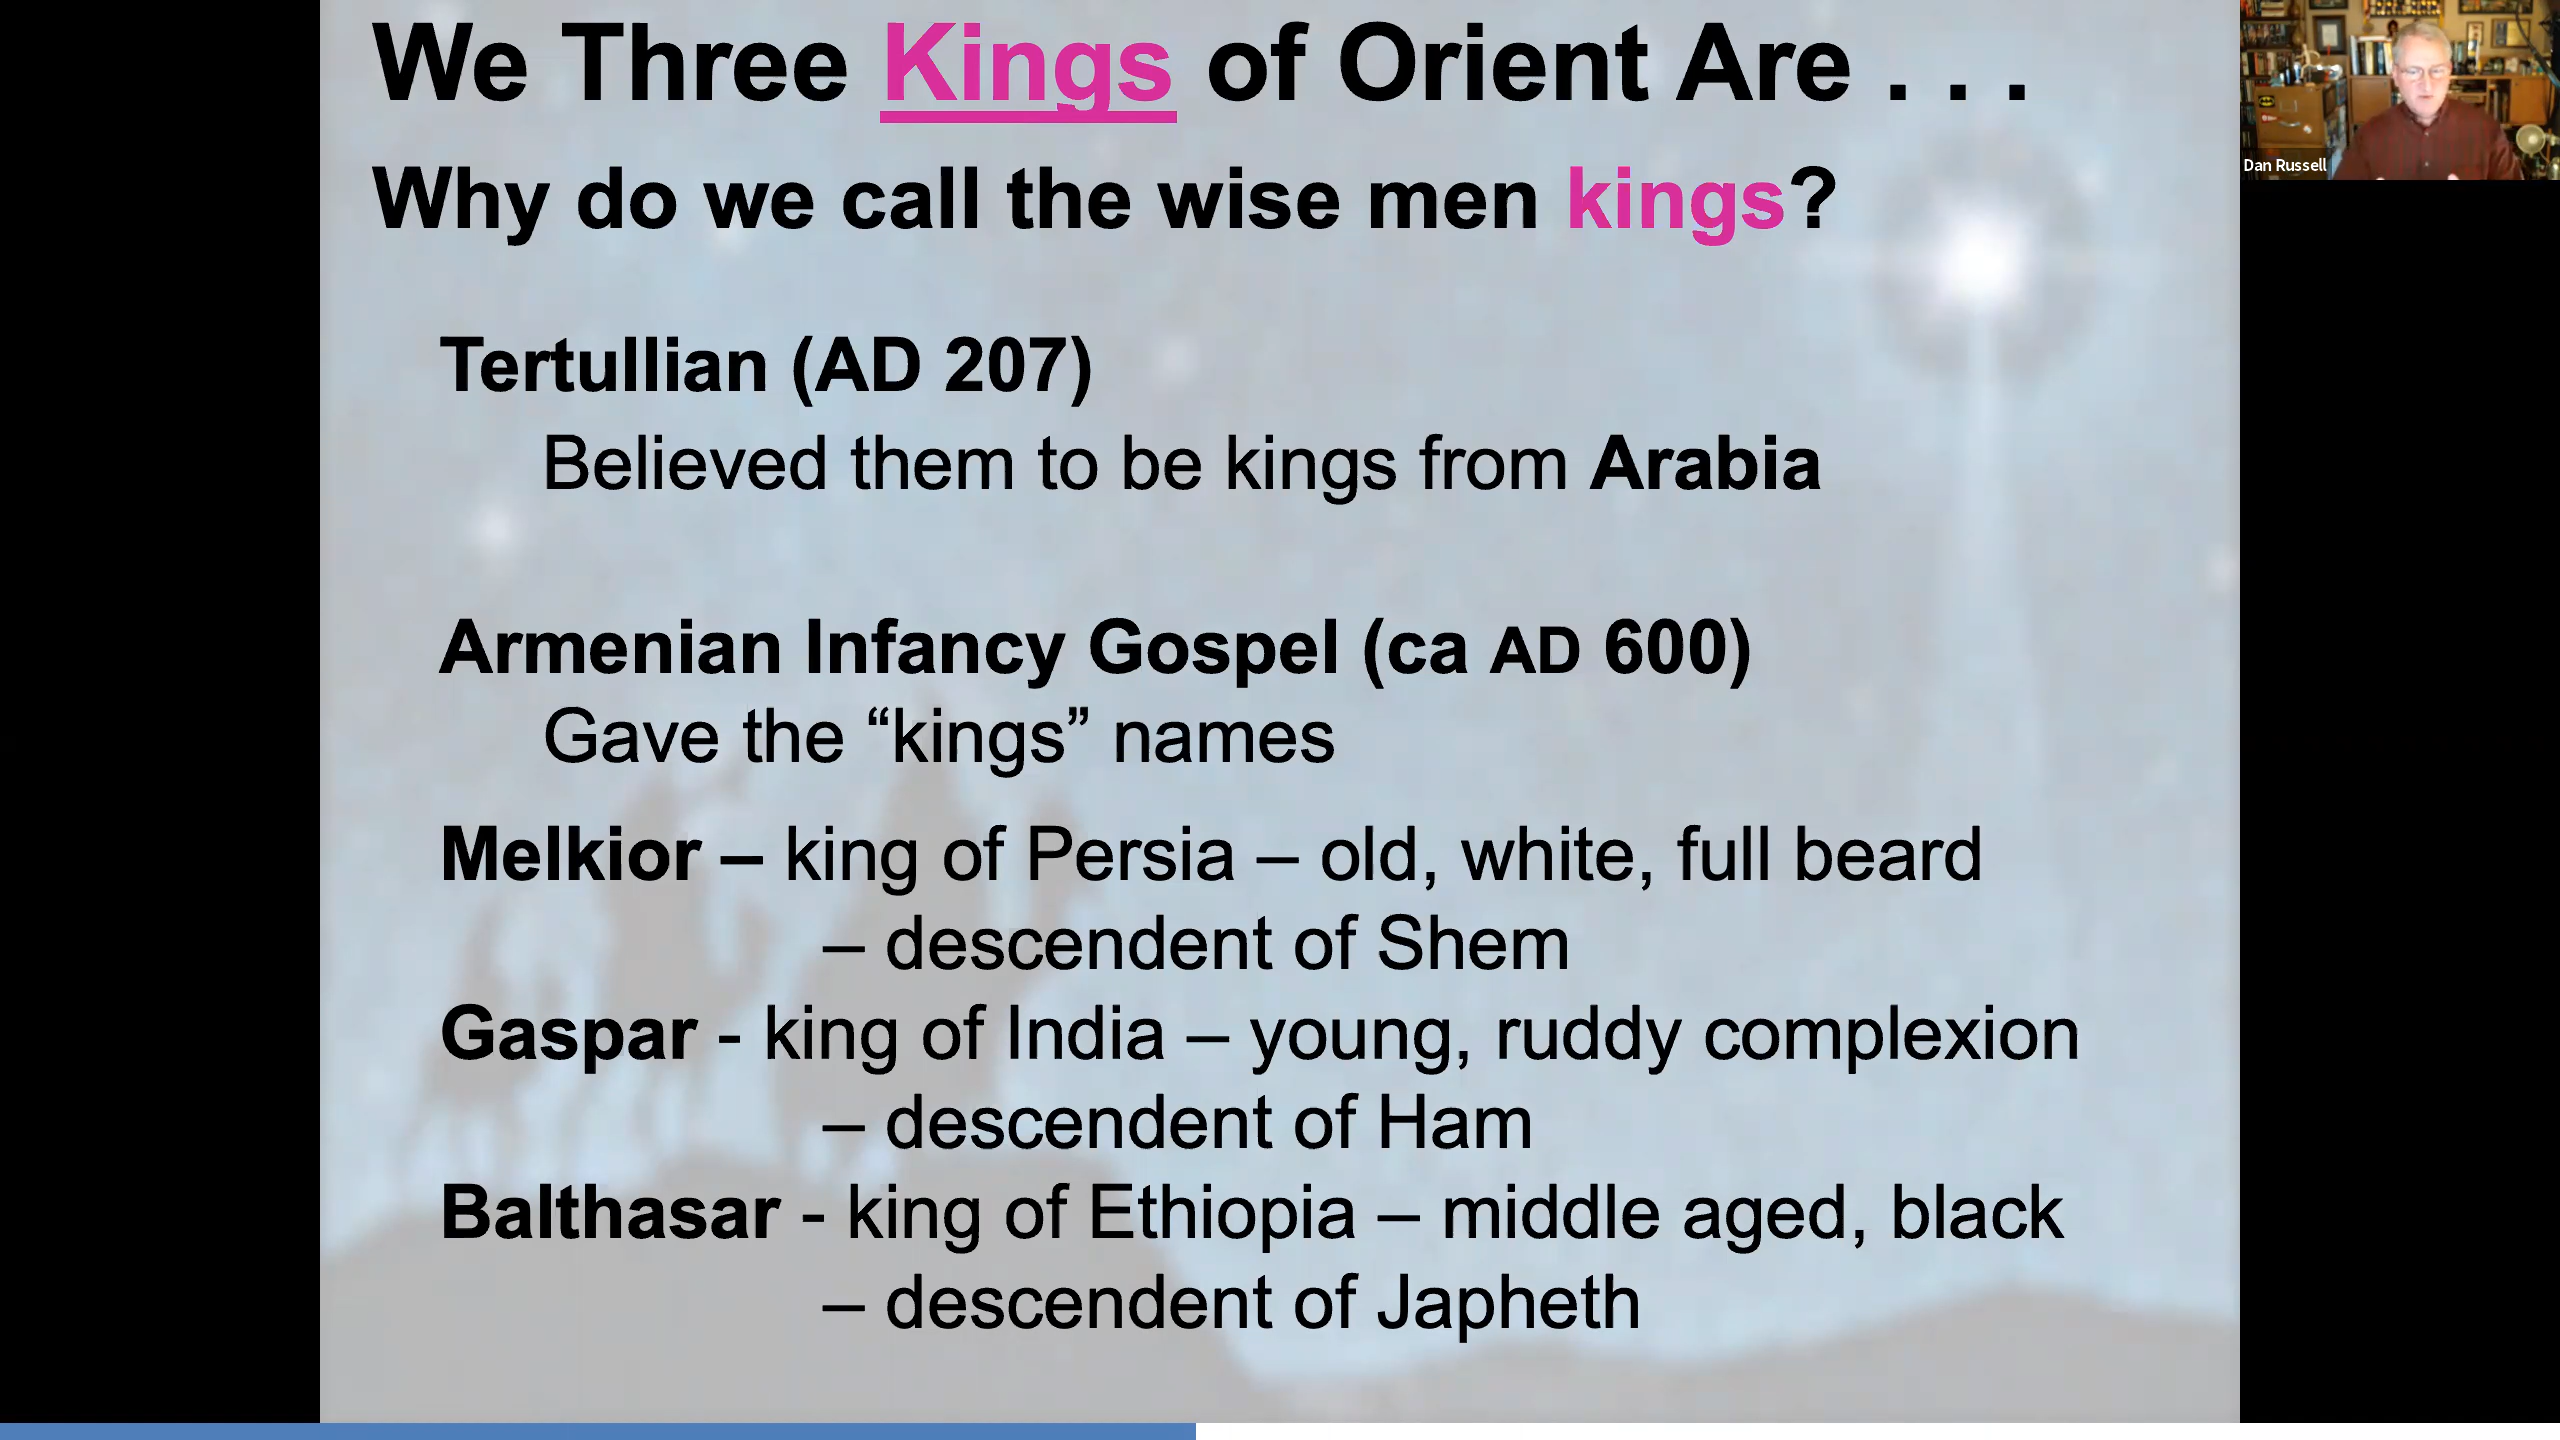 We Three Kings of Orient Are . . .
Why do we call the wise men kings?
Dan Russell
Tertullian (AD 207)
Believed them to be kings from Arabia
Armenian Infancy Gospel (ca AD 600)
Gave the “kings” names
Melkior – king of Persia – old, white, full beard
– descendent of Shem
Gaspar - king of India – young, ruddy complexion
– descendent of Ham
Balthasar - king of Ethiopia – middle aged, black
– descendent of Japheth